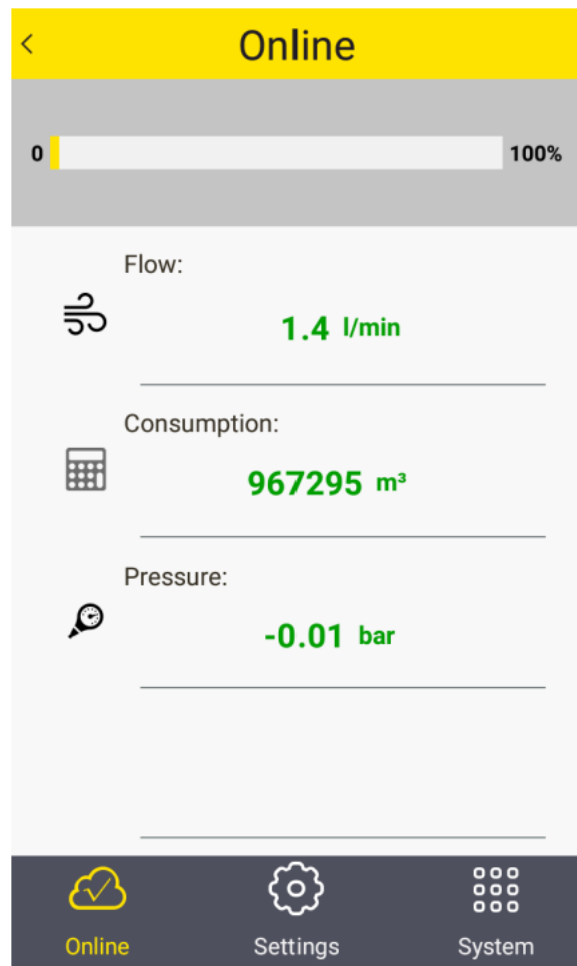 Online
0 100%
Flow:
1.4 l/min
Consumption:
967295 m³
Pressure:
-0.01 bar
Online Settings System